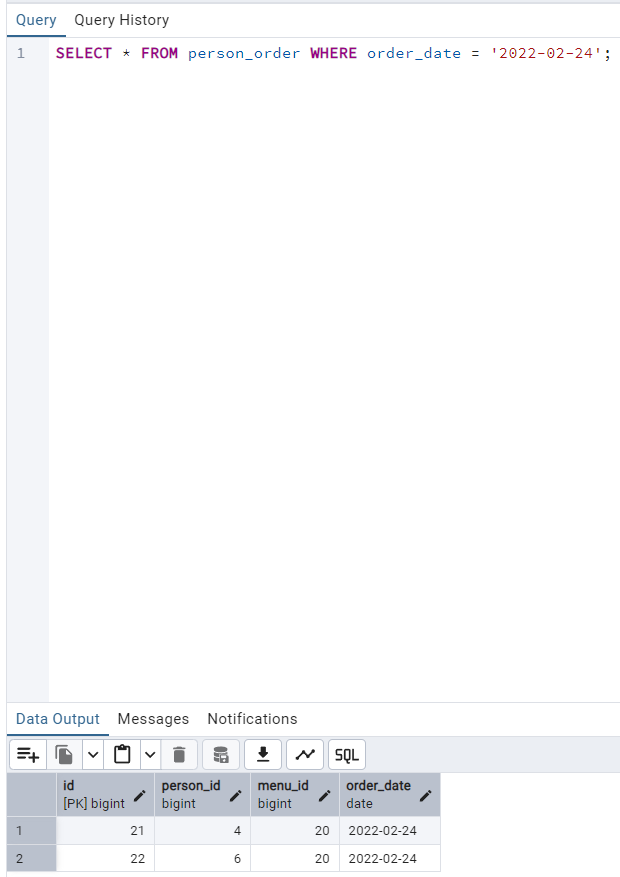 Query Query History
1 SELECT * FROM person_order WHERE order_date = '2022-02-24';
Data Output Messages Notifications
SQL
id person_id menu_id order_date
[PK] bigint bigint bigint date
1 21 4 20 2022-02-24
2 22 6 20 2022-02-24